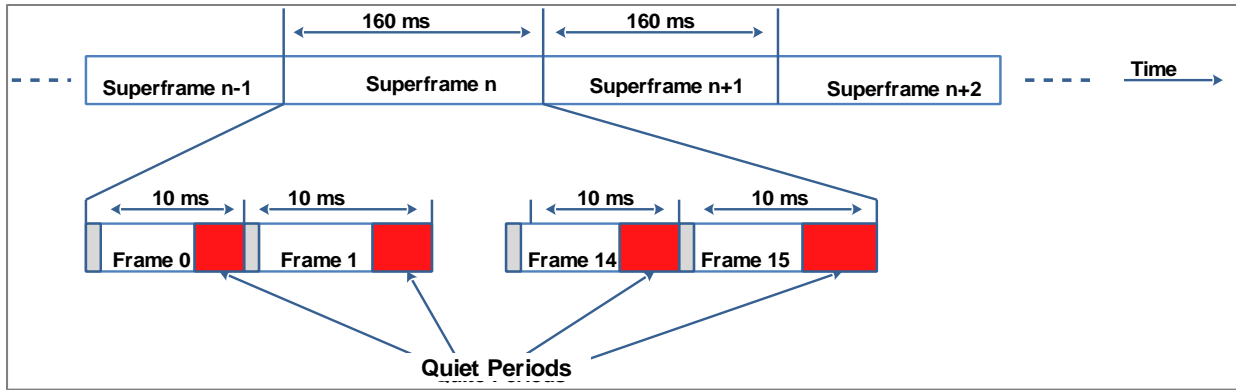 160 ms 160 ms
Time
Superframe n-1 Superframe n Superframe n+1 Superframe n+2
10 ms 10 ms 10 ms 10 ms
Frame 0 Frame 1 Frame 14 Frame 15
Quiet Periods